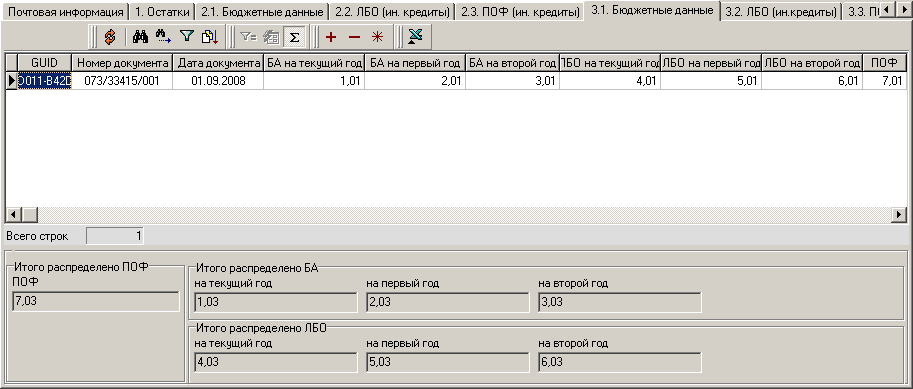 Почтовая информация 1. Остатки 2.1. Бюджетные данные 2.2. ЛБО (ин. кредиты) 2.3. ПОФ (ин. кредиты) 3.1. Бюджетные данные 3.2. ЛБО (ин.кредиты) 3.3.
GUID Номер документа Дата документа БА на текущий год БА на первый год БА на второй год ЛБО на текущий год ЛБО на первый год ЛБО на второй год ПОФ
073/33415/001 01.09.2008 1,01 2,01 3,01 4,01 5,01 6,01 7,01
Всего строк 1
Итого распределено ПОФ
ПОФ
7,03
Итого распределено БА
на текущий год на первый год на второй год
1,03 2,03 3,03
Итого распределено ЛБО
на текущий год на первый год на второй год
4,03 5,03 6,03